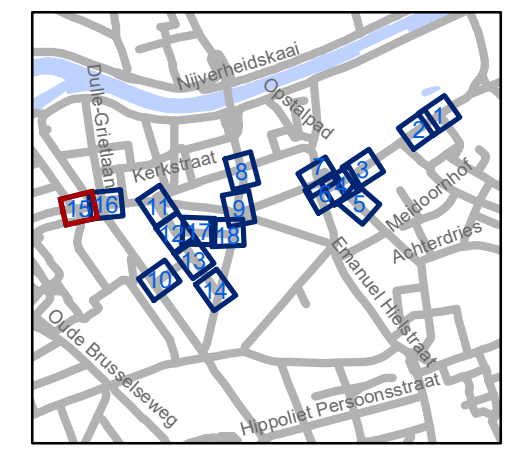 Nijverheidskaai
Opstalpad
Dulle-Grietlaan
Kerkstraat
1
2
3
4
5
6
7
8
9
10
11
12
13
14
15
16
17
18
Meidoornhof
Achterdries
Emanuel Hielstraat
Oude Brusselseweg
Hippoliet Persoonsstraat